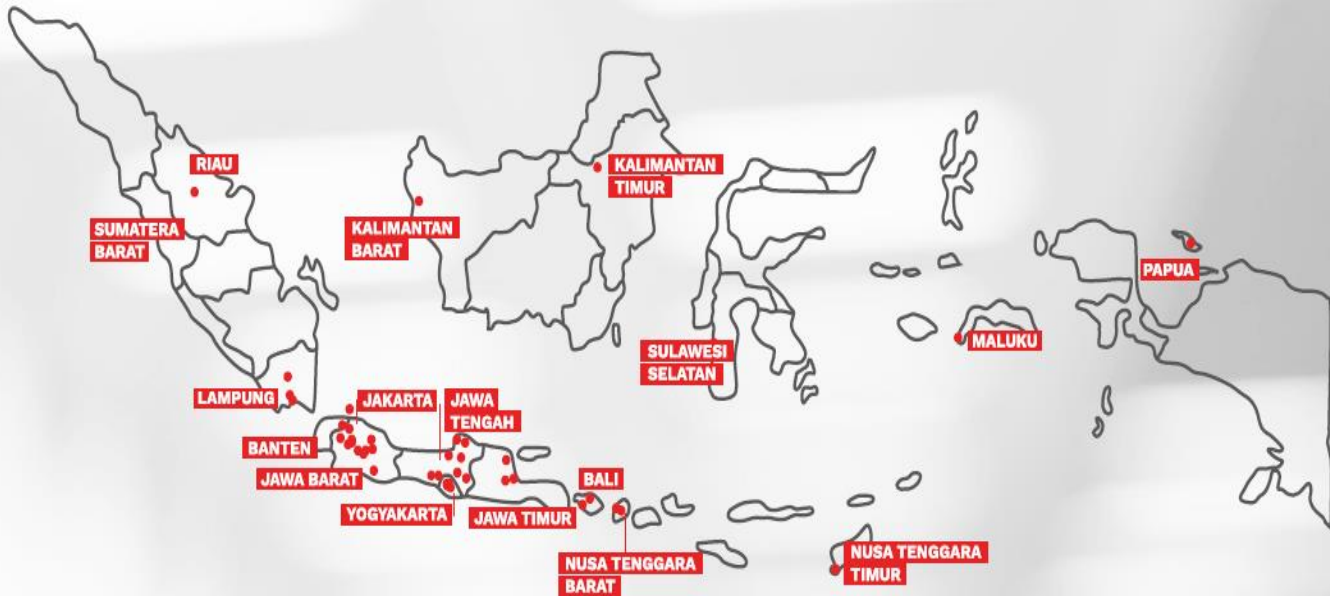 RIAU
SUMATERA
BARAT
KALIMANTAN
BARAT
KALIMANTAN
TIMUR
SULAWESI
SELATAN
PAPUA
MALUKU
LAMPUNG
JAKARTA
JAWA
TENGAH
BANTEN
JAWA BARAT
YOGYAKARTA
JAWA TIMUR
BALI
NUSA TENGGARA
BARAT
NUSA TENGGARA
TIMUR